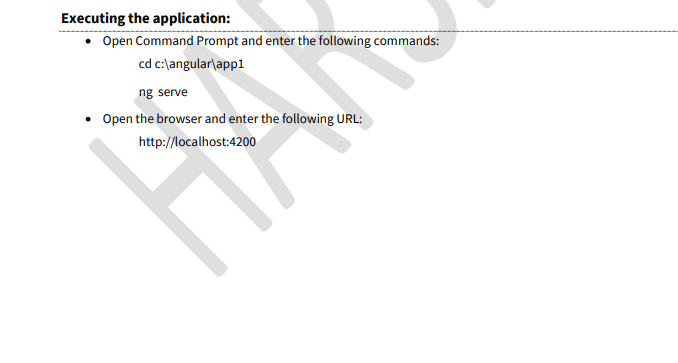 Executing the application:
• Open Command Prompt and enter the following commands:
cd c:\angular\app1
ng serve
• Open the browser and enter the following URL:
http://localhost:4200